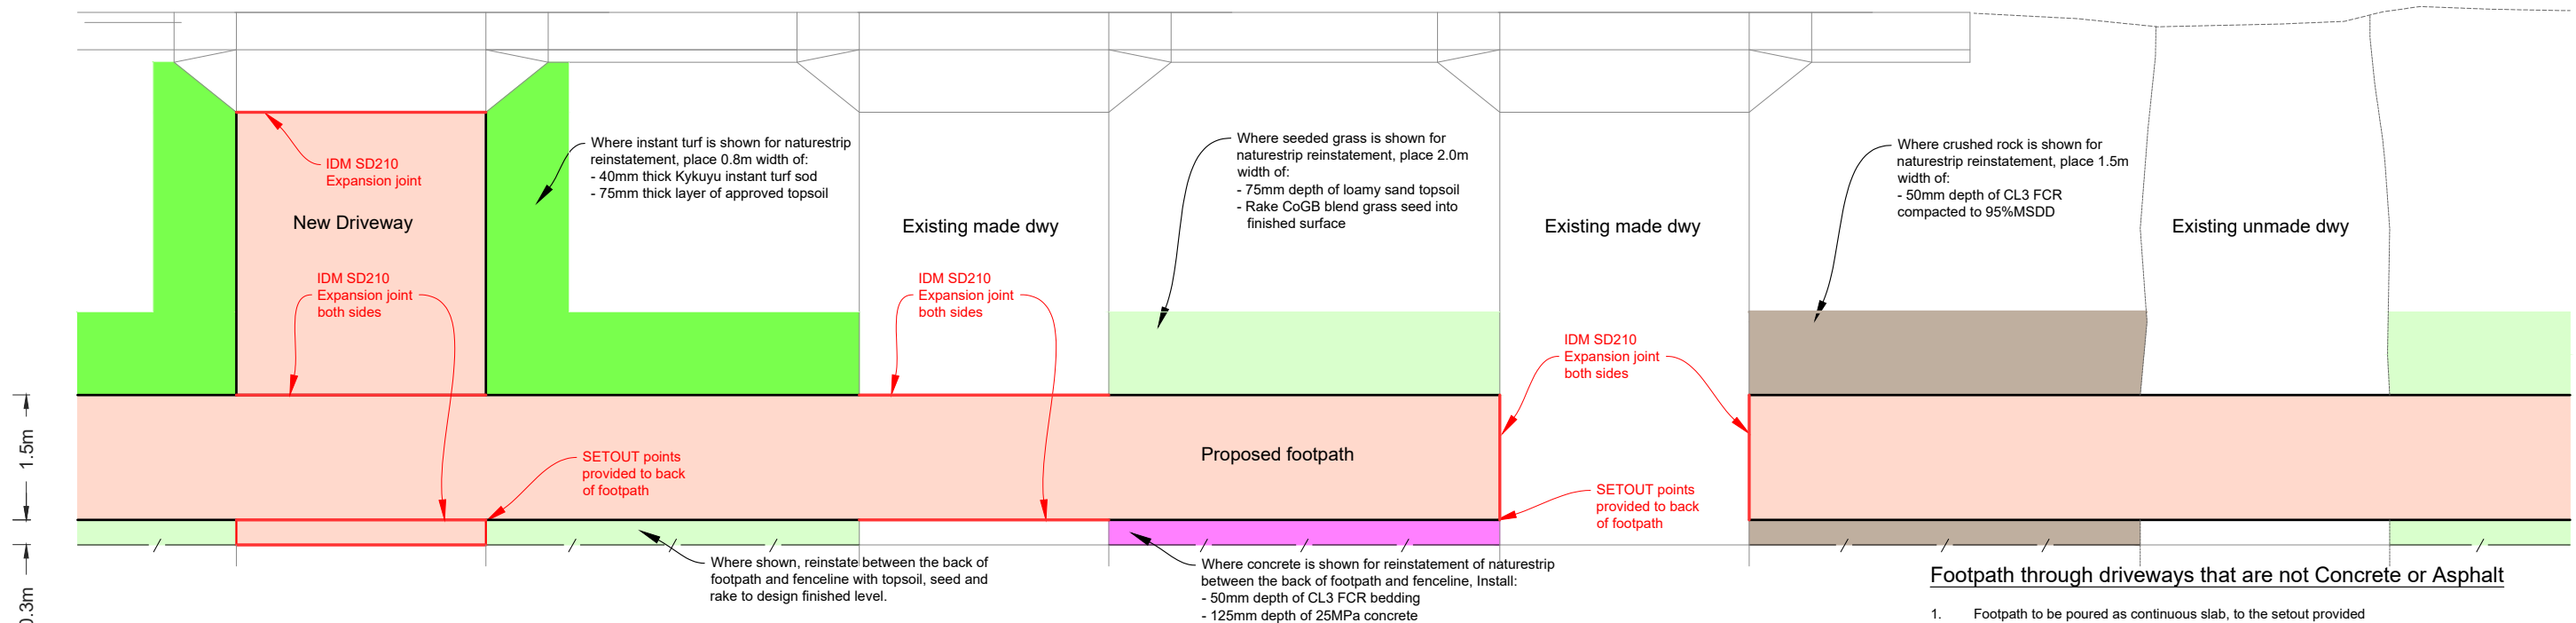 IDM SD210
Expansion joint
New Driveway
Where instant turf is shown for naturestrip
reinstatement, place 0.8m width of:
- 40mm thick Kykuyu instant turf sod
- 75mm thick layer of approved topsoil
Existing made dwy
Where seeded grass is shown for
naturestrip reinstatement, place 2.0m
width of:
- 75mm depth of loamy sand topsoil
- Rake CoGB blend grass seed into
finished surface
Existing made dwy
Where crushed rock is shown for
naturestrip reinstatement, place 1.5m
width of:
- 50mm depth of CL3 FCR
compacted to 95%MSDD
Existing unmade dwy
IDM SD210
Expansion joint
both sides
IDM SD210
Expansion joint
both sides
IDM SD210
Expansion joint
both sides
1.5m
Proposed footpath
SETOUT points
provided to back
of footpath
SETOUT points
provided to back
of footpath
0.3m
Where shown, reinstate between the back of
footpath and fenceline with topsoil, seed and
rake to design finished level.
Where concrete is shown for reinstatement of naturestrip
between the back of footpath and fenceline, Install:
- 50mm depth of CL3 FCR bedding
- 125mm depth of 25MPa concrete
Footpath through driveways that are not Concrete or Asphalt
1. Footpath to be poured as continuous slab, to the setout provided